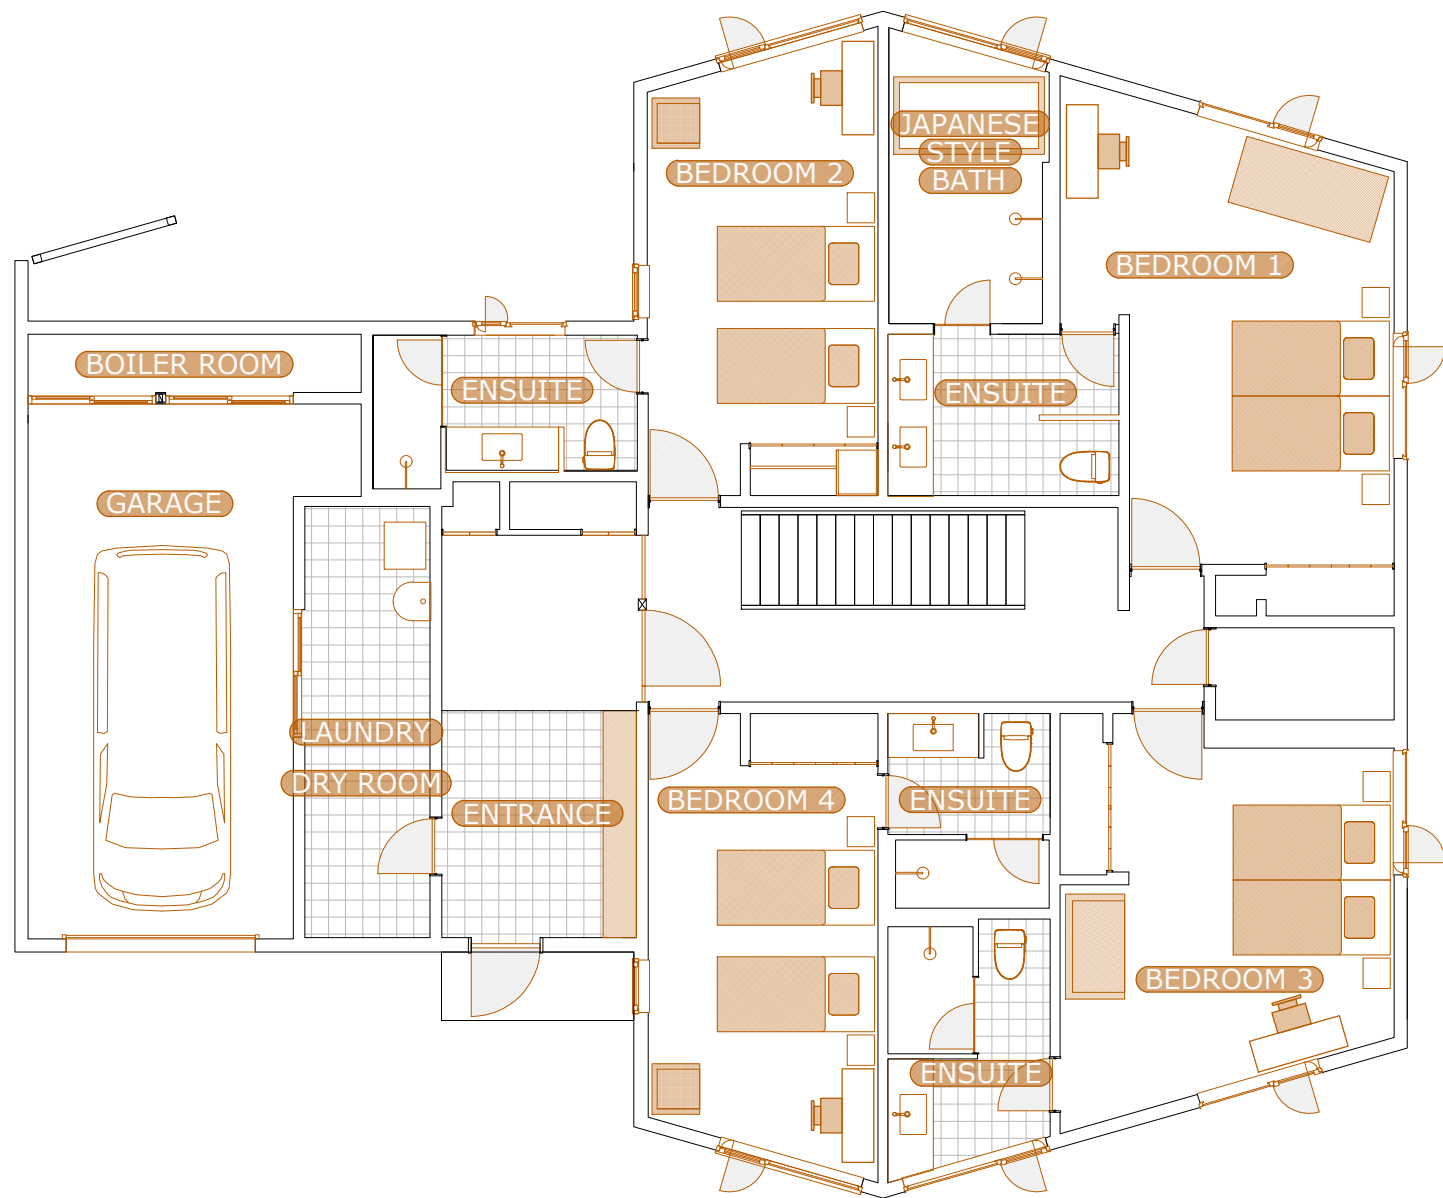 JAPANESE
STYLE
BATH
BEDROOM 2
BEDROOM 1
BOILER ROOM
ENSUITE
ENSUITE
GARAGE
LAUNDRY
DRY ROOM
ENTRANCE
BEDROOM 4
ENSUITE
BEDROOM 3
ENSUITE